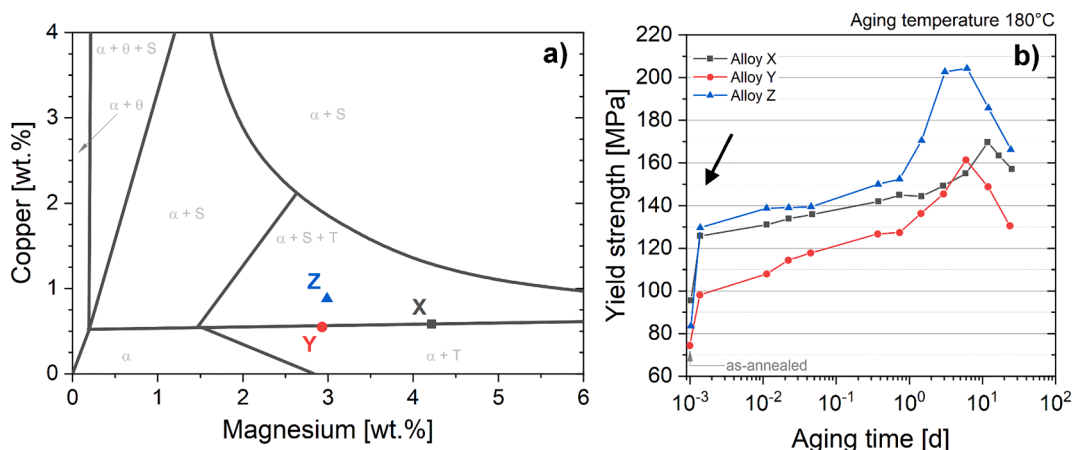 a)
4
3
2
1
0
Copper [wt.%]
α + θ + S
α + θ
α + S
α + S
α + S + T
Z
X
Y
α
α + T
0
1
2
3
4
5
6
Magnesium [wt.%]
Aging temperature 180°C
b)
220
200
180
160
140
120
100
80
60
Yield strength [MPa]
Alloy X
Alloy Y
Alloy Z
as-annealed
10⁻³
10⁻²
10⁻¹
10⁰
10¹
10²
Aging time [d]